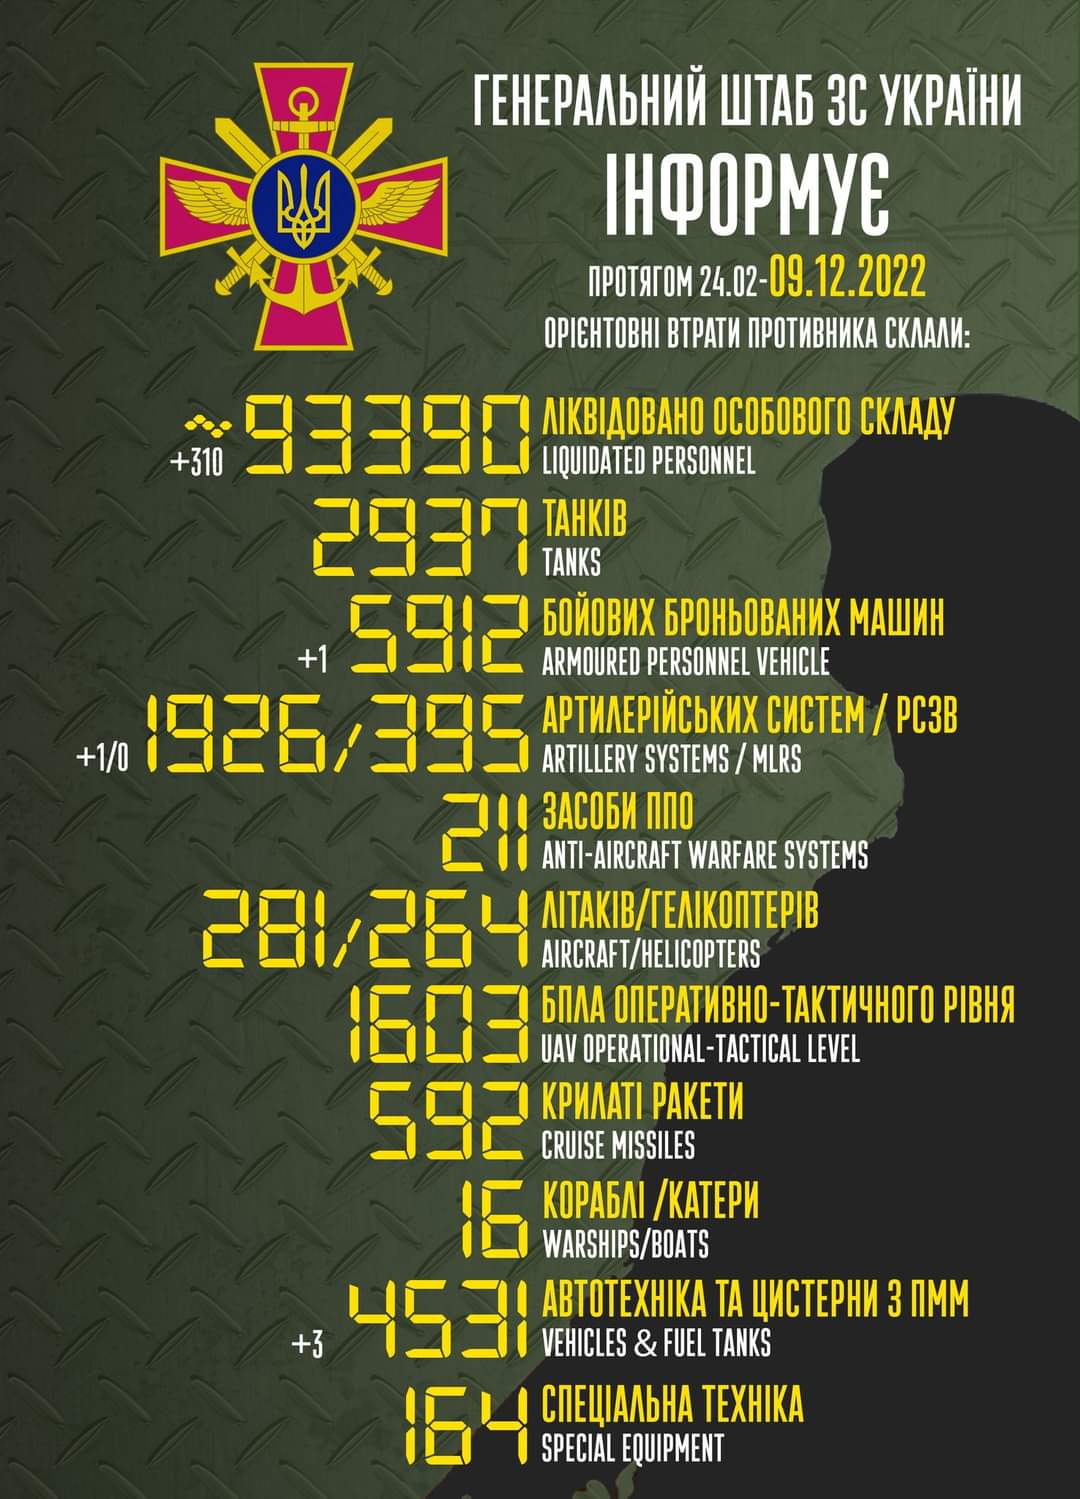 ГЕНЕРАЛЬНИЙ ШТАБ ЗС УКРАЇНИ
ІНФОРМУЄ
ПРОТЯГОМ 24.02-09.12.2022
ОРІЄНТОВНІ ВТРАТИ ПРОТИВНИКА СКЛАЛИ:
~93390 ЛІКВІДОВАНО ОСОБОВОГО СКЛАДУ
+310 LIQUIDATED PERSONNEL
2937 ТАНКІВ
TANKS
5912 БОЙОВИХ БРОНЬОВАНИХ МАШИН
+1 ARMOURED PERSONNEL VEHICLE
1926/395 АРТИЛЕРІЙСЬКИХ СИСТЕМ / РСЗВ
+1/0 ARTILLERY SYSTEMS / MLRS
211 ЗАСОБИ ППО
ANTI-AIRCRAFT WARFARE SYSTEMS
281/264 ЛІТАКІВ/ГЕЛІКОПТЕРІВ
AIRCRAFT/HELICOPTERS
1603 БПЛА ОПЕРАТИВНО-ТАКТИЧНОГО РІВНЯ
UAV OPERATIONAL-TACTICAL LEVEL
592 КРИЛАТІ РАКЕТИ
CRUISE MISSILES
16 КОРАБЛІ /КАТЕРИ
WARSHIPS/BOATS
4531 АВТОТЕХНІКА ТА ЦИСТЕРНИ З ПММ
+3 VEHICLES & FUEL TANKS
164 СПЕЦІАЛЬНА ТЕХНІКА
SPECIAL EQUIPMENT